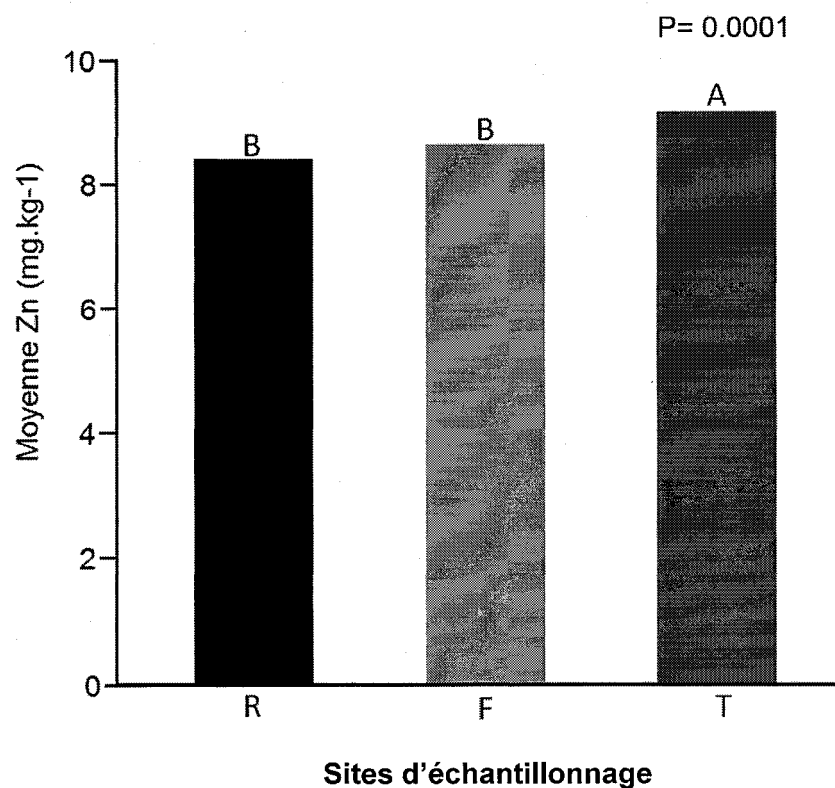 P= 0.0001
Moyenne Zn (mg.kg-1)
10
8
6
4
2
0
B
B
A
R
F
T
Sites d'échantillonnage